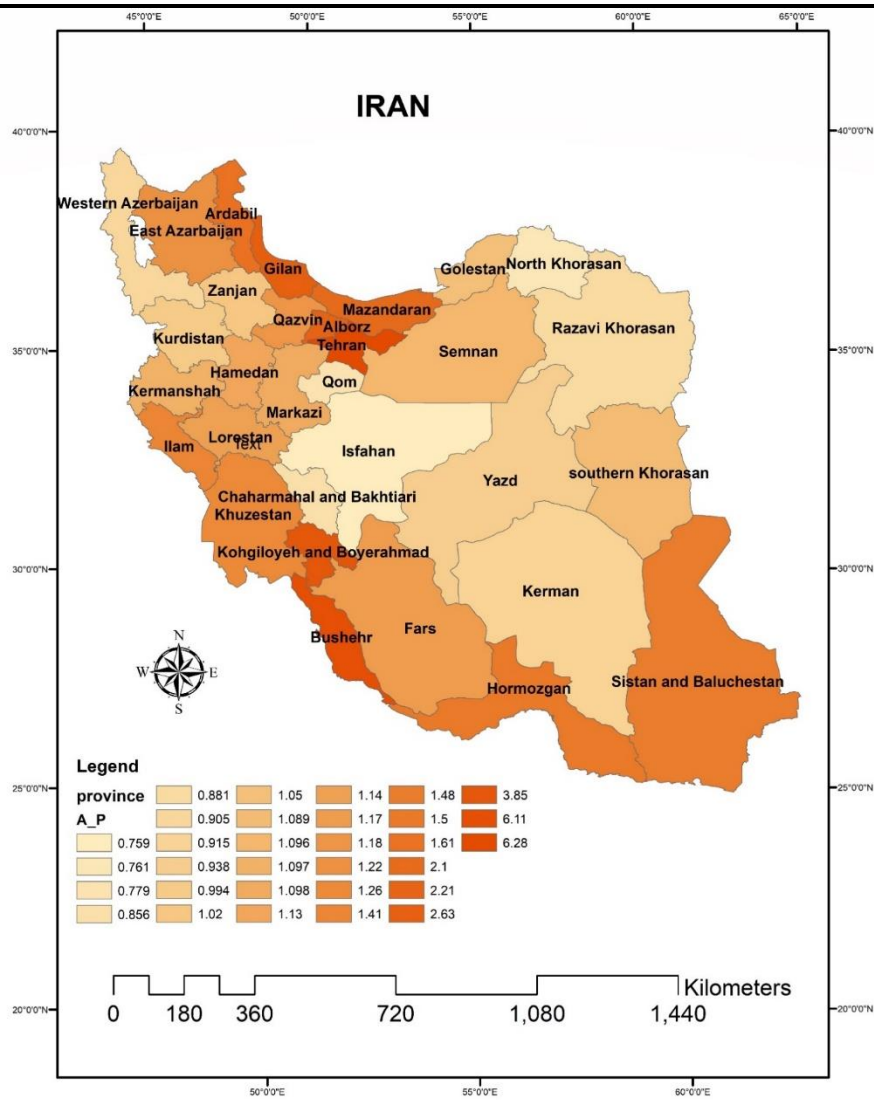 45°0'0"E 50°0'0"E 55°0'0"E 60°0'0"E 65°0'0"E
IRAN
40°0'0"N 40°0'0"N
Western Azerbaijan
Ardabil
East Azarbaijan
Gilan
Golestan
North Khorasan
Zanjan
Mazandaran
Qazvin
Alborz
Razavi Khorasan
Kurdistan
Tehran
Semnan
35°0'0"N 35°0'0"N
Hamedan
Qom
Kermanshah
Markazi
Ilam
Lorestan
Text
Isfahan
Yazd
southern Khorasan
Chaharmahal and Bakhtiari
Khuzestan
Kohgiloyeh and Boyerahmad
30°0'0"N 30°0'0"N
Kerman
Bushehr
Fars
Hormozgan
Sistan and Baluchestan
N
W E
S
25°0'0"N 25°0'0"N
Legend
province
A_P
0.759
0.761
0.779
0.856
0.881
0.905
0.915
0.938
0.994
1.02
1.05
1.089
1.096
1.097
1.098
1.13
1.14
1.17
1.18
1.22
1.26
1.41
1.48
1.5
1.61
2.1
2.21
2.63
3.85
6.11
6.28
Kilometers
0 180 360 720 1,080 1,440
20°0'0"N 20°0'0"N
50°0'0"E 55°0'0"E 60°0'0"E